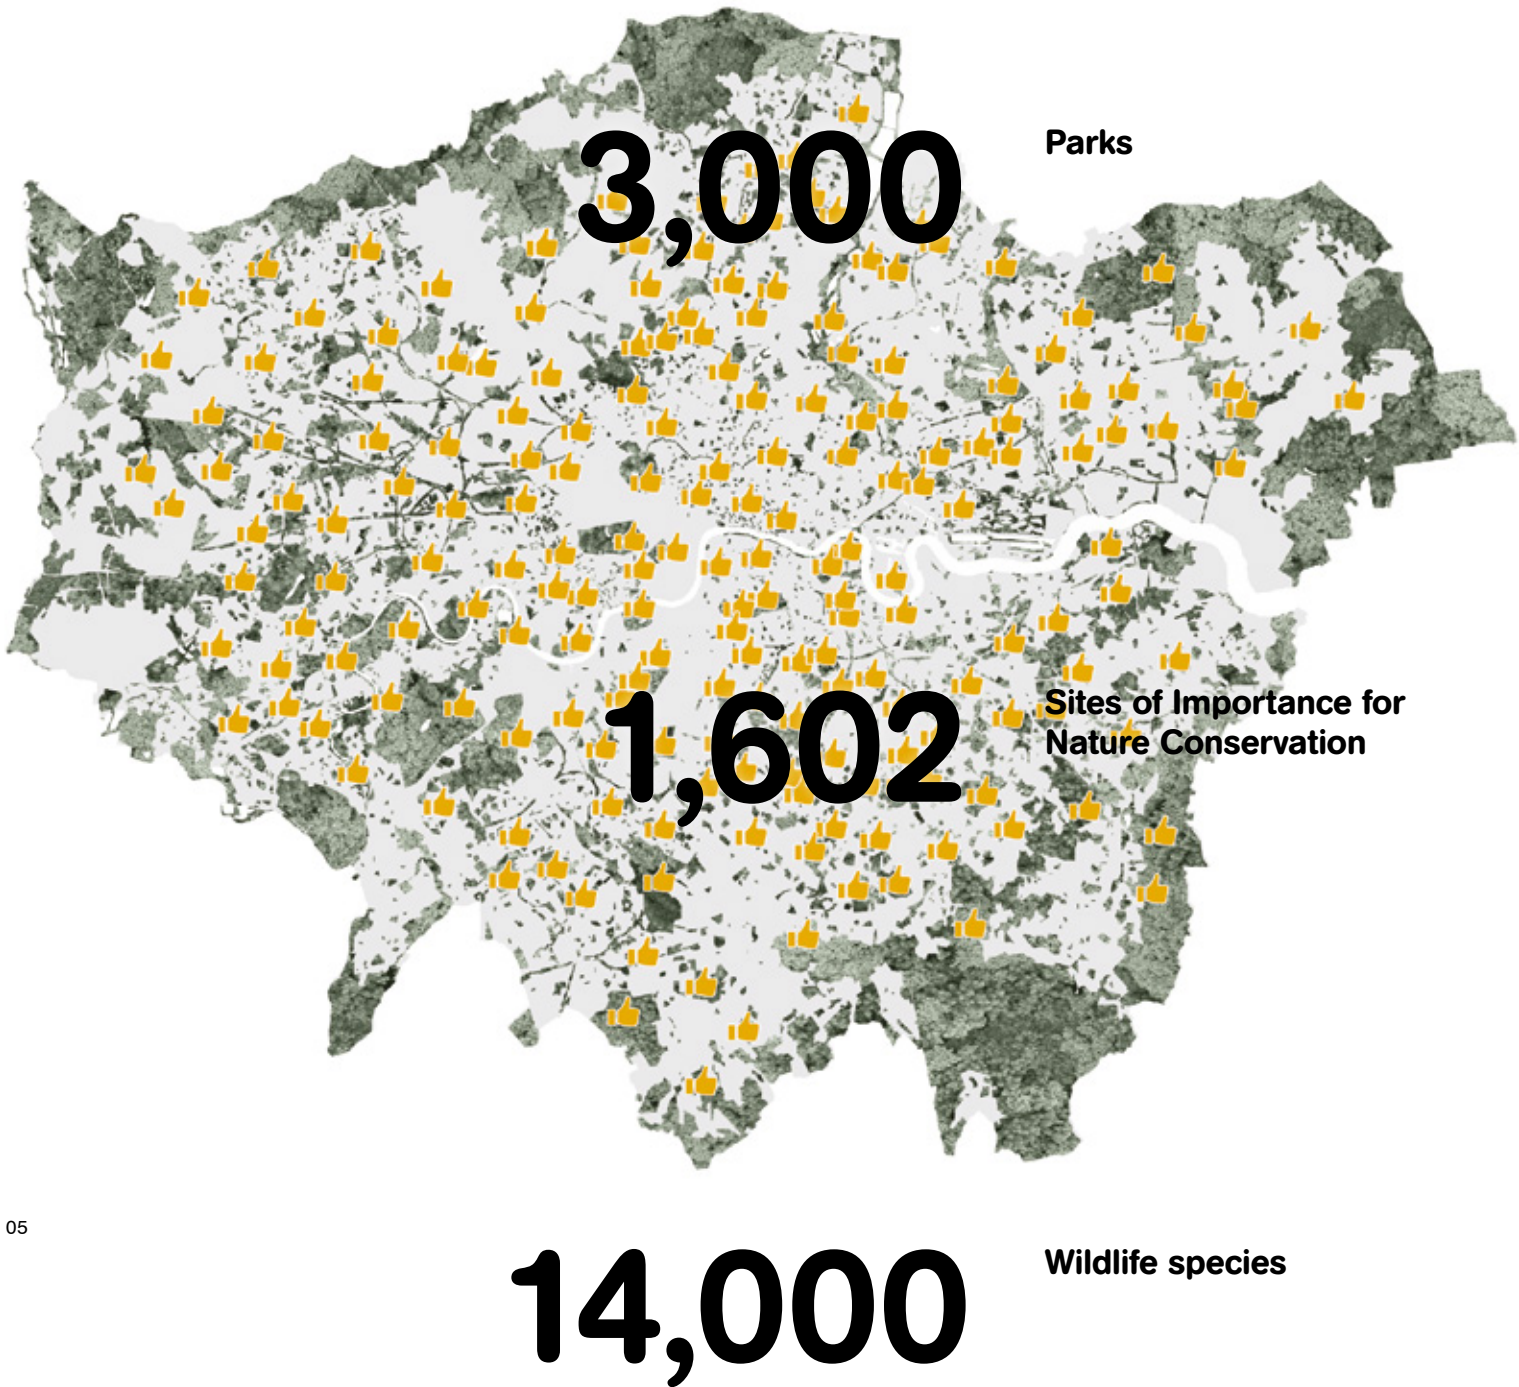 3,000
Parks
1,602
Sites of Importance for
Nature Conservation
05
14,000
Wildlife species